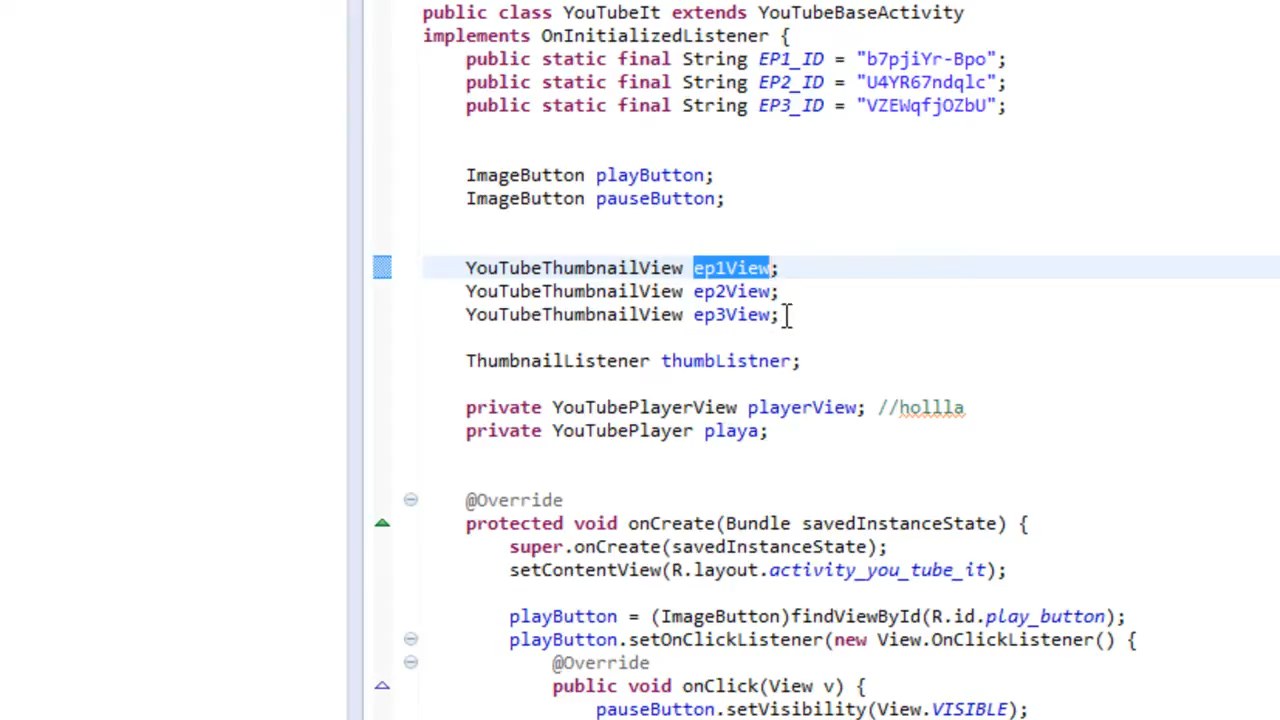 public class YouTubeIt extends YouTubeBaseActivity
implements OnInitializedListener {
public static final String EP1_ID = "b7pjiYr-Bpo";
public static final String EP2_ID = "U4YR67ndqlc";
public static final String EP3_ID = "VZEWqfjOZbU";
ImageButton playButton;
ImageButton pauseButton;
YouTubeThumbnailView ep1View;
YouTubeThumbnailView ep2View;
YouTubeThumbnailView ep3View;
ThumbnailListener thumbListner;
private YouTubePlayerView playerView; //hollla
private YouTubePlayer playa;
@Override
protected void onCreate(Bundle savedInstanceState) {
super.onCreate(savedInstanceState);
setContentView(R.layout.activity_you_tube_it);
playButton = (ImageButton)findViewById(R.id.play_button);
playButton.setOnClickListener(new View.OnClickListener() {
@Override
public void onClick(View v) {
pauseButton.setVisibility(View.VISIBLE);